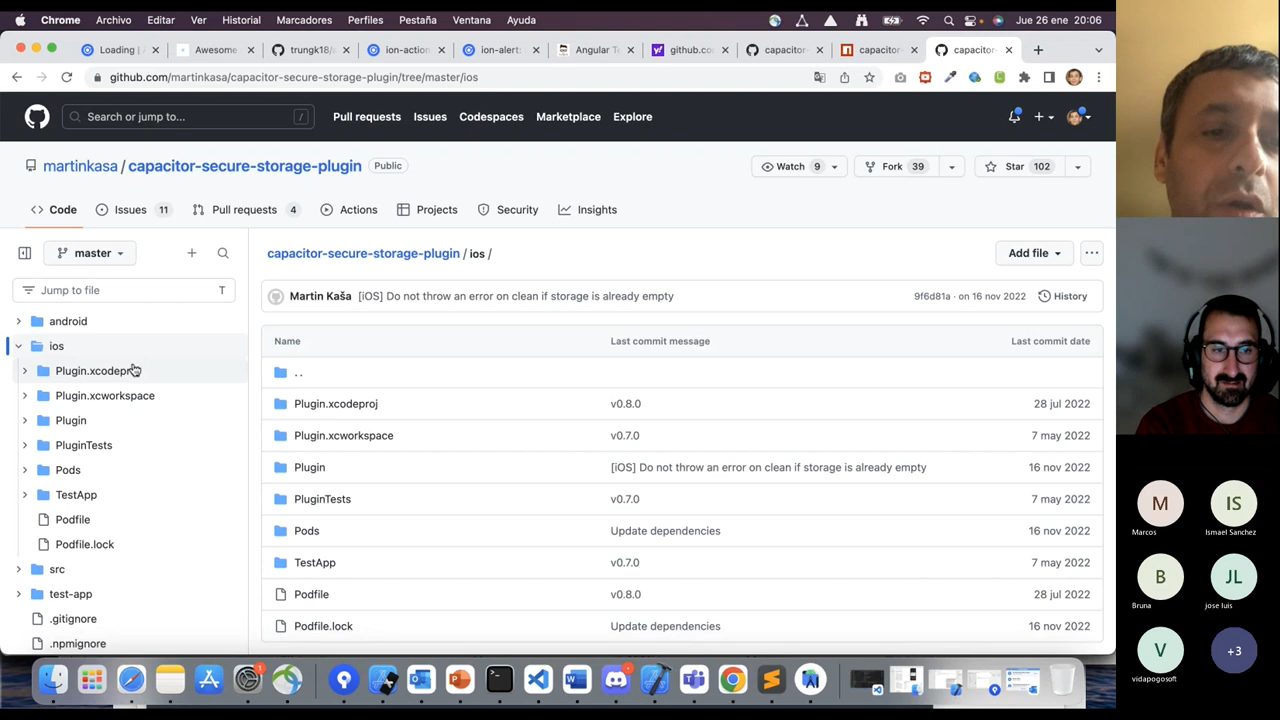 Chrome Archivo Editar Ver Historial Marcadores Perfiles Pestaña Ventana Ayuda Jue 26 ene 20:06
Loading | Awesome trungk18/ ion-action ion-alert: Angular Te github.co capacitor- capacitor- capacitor-
github.com/martinkasa/capacitor-secure-storage-plugin/tree/master/ios
Search or jump to... / Pull requests Issues Codespaces Marketplace Explore
martinkasa / capacitor-secure-storage-plugin Public Watch 9 Fork 39 Star 102
Code Issues 11 Pull requests 4 Actions Projects Security Insights
master
capacitor-secure-storage-plugin / ios / Add file
Jump to file T
Martin Kaša [iOS] Do not throw an error on clean if storage is already empty 9f6d81a · on 16 nov 2022 History
android
ios
Plugin.xcodeproj
Plugin.xcworkspace
Plugin
PluginTests
Pods
TestApp
Podfile
Podfile.lock
src
test-app
.gitignore
.npmignore
Name Last commit message Last commit date
..
Plugin.xcodeproj v0.8.0 28 jul 2022
Plugin.xcworkspace v0.7.0 7 may 2022
Plugin [iOS] Do not throw an error on clean if storage is already empty 16 nov 2022
PluginTests v0.7.0 7 may 2022
Pods Update dependencies 16 nov 2022
TestApp v0.7.0 7 may 2022
Podfile v0.8.0 28 jul 2022
Podfile.lock Update dependencies 16 nov 2022
M IS
Marcos Ismael Sanchez
B JL
Bruna jose luis
V +3
vidapogosoft